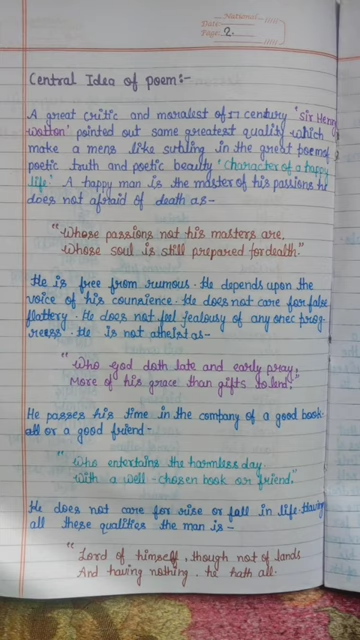 National
Date
Page 2.
Central Idea of poem:-
A great critic and moralest of 17 century 'Sir Henry
wotton' pointed out same greatest quality which
make a mens like subling in the great poem of
poetic truth and poetic beauty 'Character of a happy
life'. A happy man is the master of his passions he
does not afraid of death as-
"Whose passions not his masters are,
Whose soul is still prepared for death."
He is free from rumous. He depends upon the
voice of his counsience. He does not care for false
flattery. He does not feel jealousy of any ones prog-
ress. He is not atheist as-
"Who god doth late and early pray,
More of his grace than gifts to lend;"
He passes his time in the company of a good book
or a good friend-
"Who entertains the harmless day
With a well-chosen book or friend."
He does not care for rise or fall in life. Having
all these qualities the man is-
"Lord of himself, though not of lands
And having nothing. he hath all.